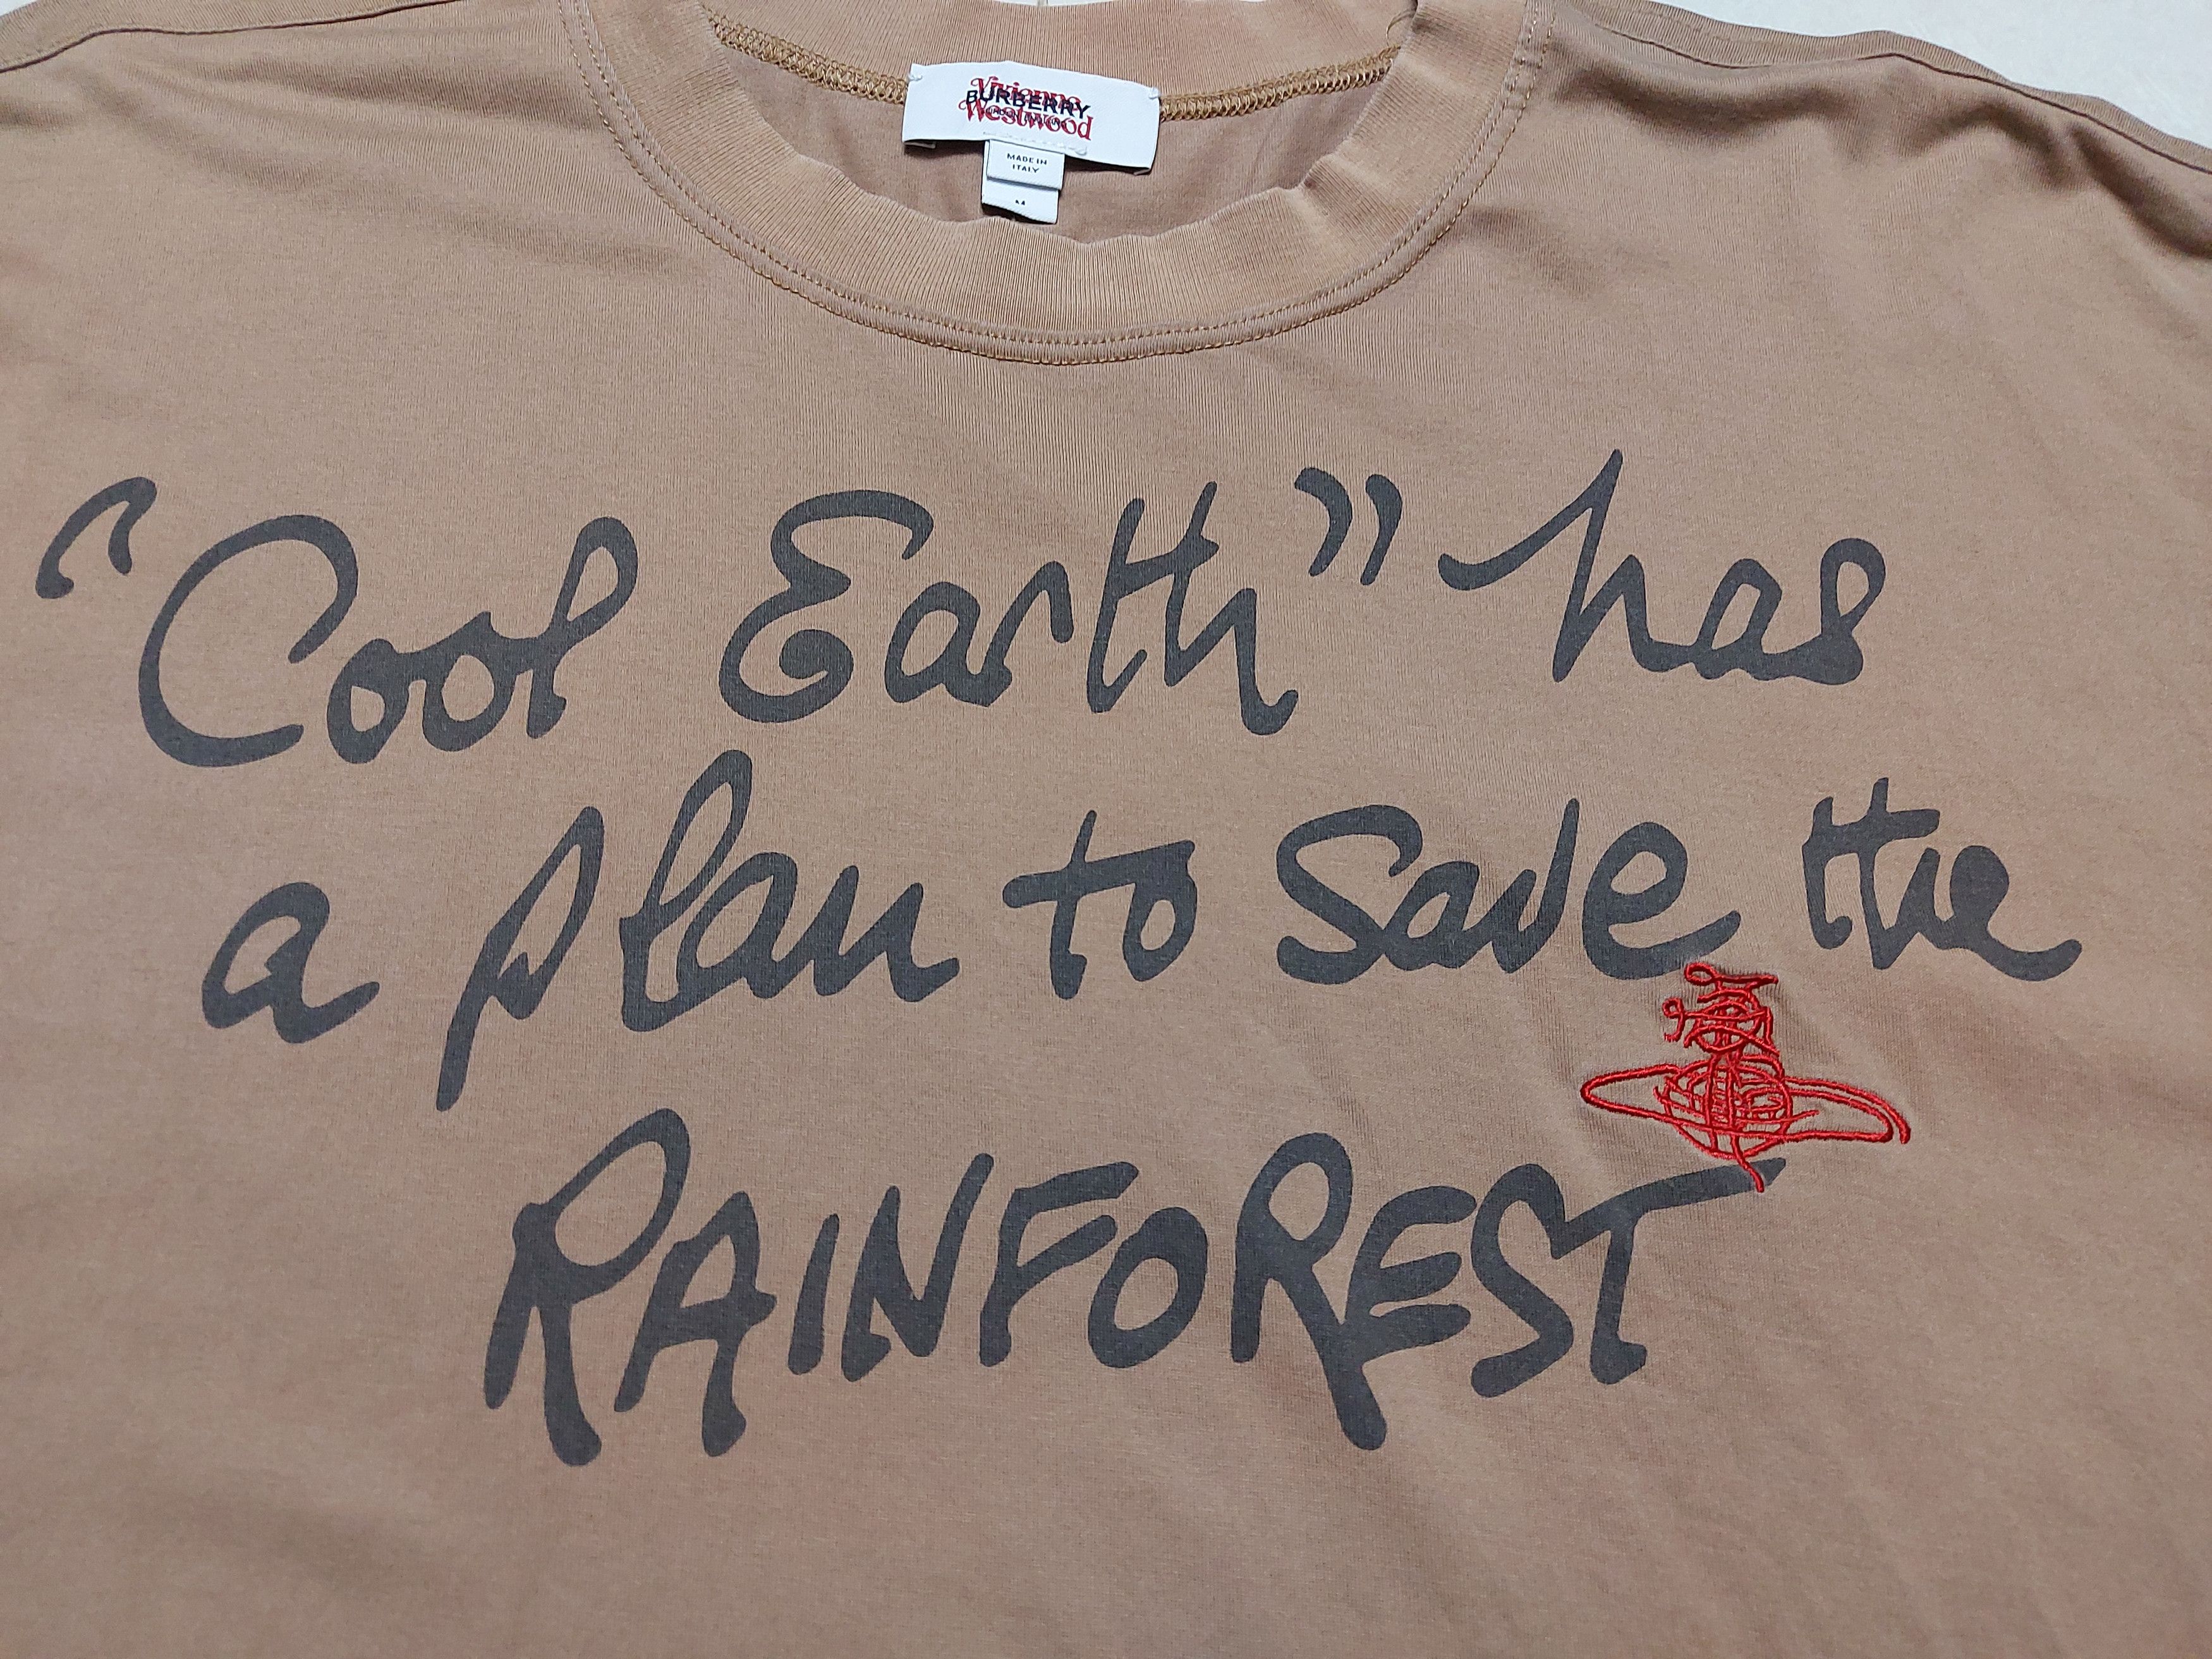 Vivienne
BURBERRY
Westwood
MADE IN
ITALY
M
“Cool Earth” has
a plan to save the
RAINFOREST